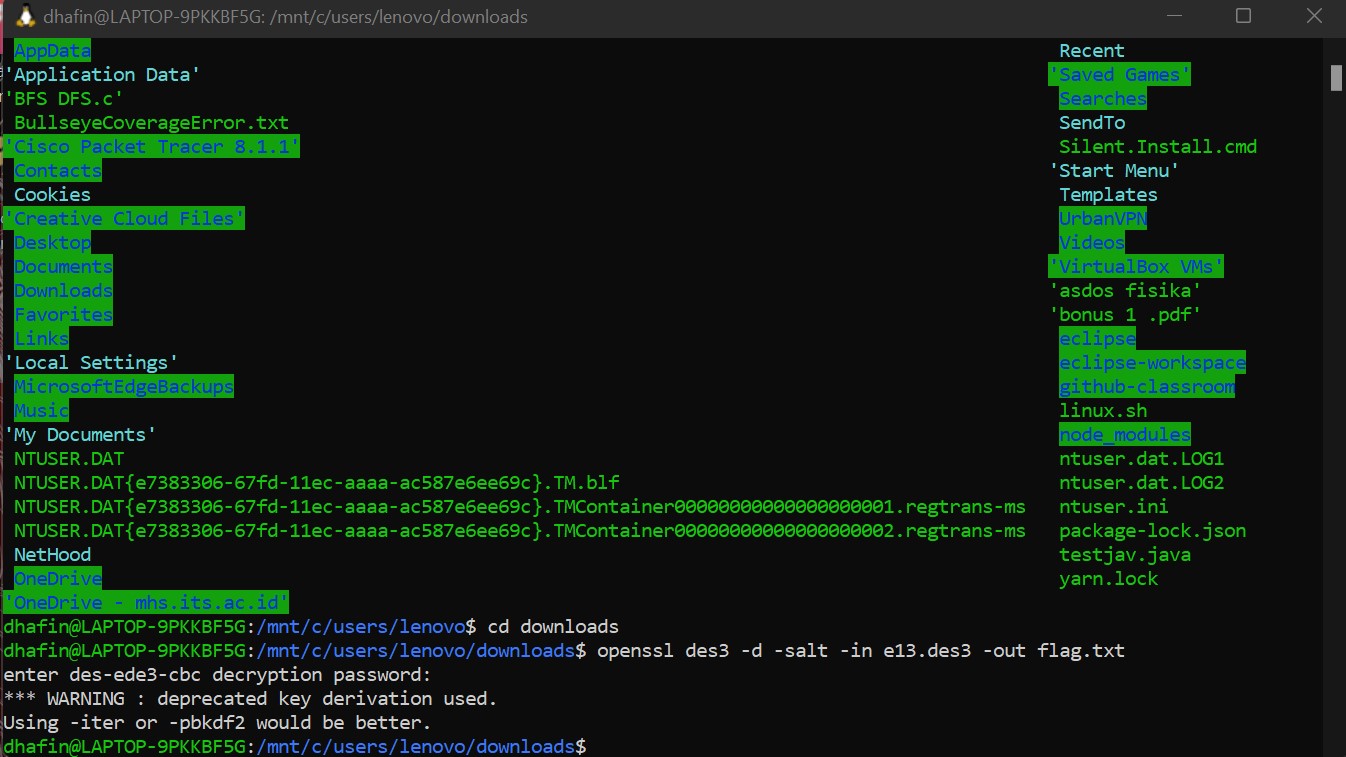 dhafin@LAPTOP-9PKKBF5G: /mnt/c/users/lenovo/downloads
AppData Recent
'Application Data' 'Saved Games'
'BFS DFS.c' Searches
BullseyeCoverageError.txt SendTo
'Cisco Packet Tracer 8.1.1' Silent.Install.cmd
Contacts 'Start Menu'
Cookies Templates
'Creative Cloud Files' UrbanVPN
Desktop Videos
Documents 'VirtualBox VMs'
Downloads 'asdos fisika'
Favorites 'bonus 1 .pdf'
Links eclipse
'Local Settings' eclipse-workspace
MicrosoftEdgeBackups github-classroom
Music linux.sh
'My Documents' node_modules
NTUSER.DAT ntuser.dat.LOG1
NTUSER.DAT{e7383306-67fd-11ec-aaaa-ac587e6ee69c}.TM.blf ntuser.dat.LOG2
NTUSER.DAT{e7383306-67fd-11ec-aaaa-ac587e6ee69c}.TMContainer00000000000000000001.regtrans-ms ntuser.ini
NTUSER.DAT{e7383306-67fd-11ec-aaaa-ac587e6ee69c}.TMContainer00000000000000000002.regtrans-ms package-lock.json
NetHood testjav.java
OneDrive yarn.lock
'OneDrive - mhs.its.ac.id'
dhafin@LAPTOP-9PKKBF5G:/mnt/c/users/lenovo$ cd downloads
dhafin@LAPTOP-9PKKBF5G:/mnt/c/users/lenovo/downloads$ openssl des3 -d -salt -in e13.des3 -out flag.txt
enter des-ede3-cbc decryption password:
*** WARNING : deprecated key derivation used.
Using -iter or -pbkdf2 would be better.
dhafin@LAPTOP-9PKKBF5G:/mnt/c/users/lenovo/downloads$